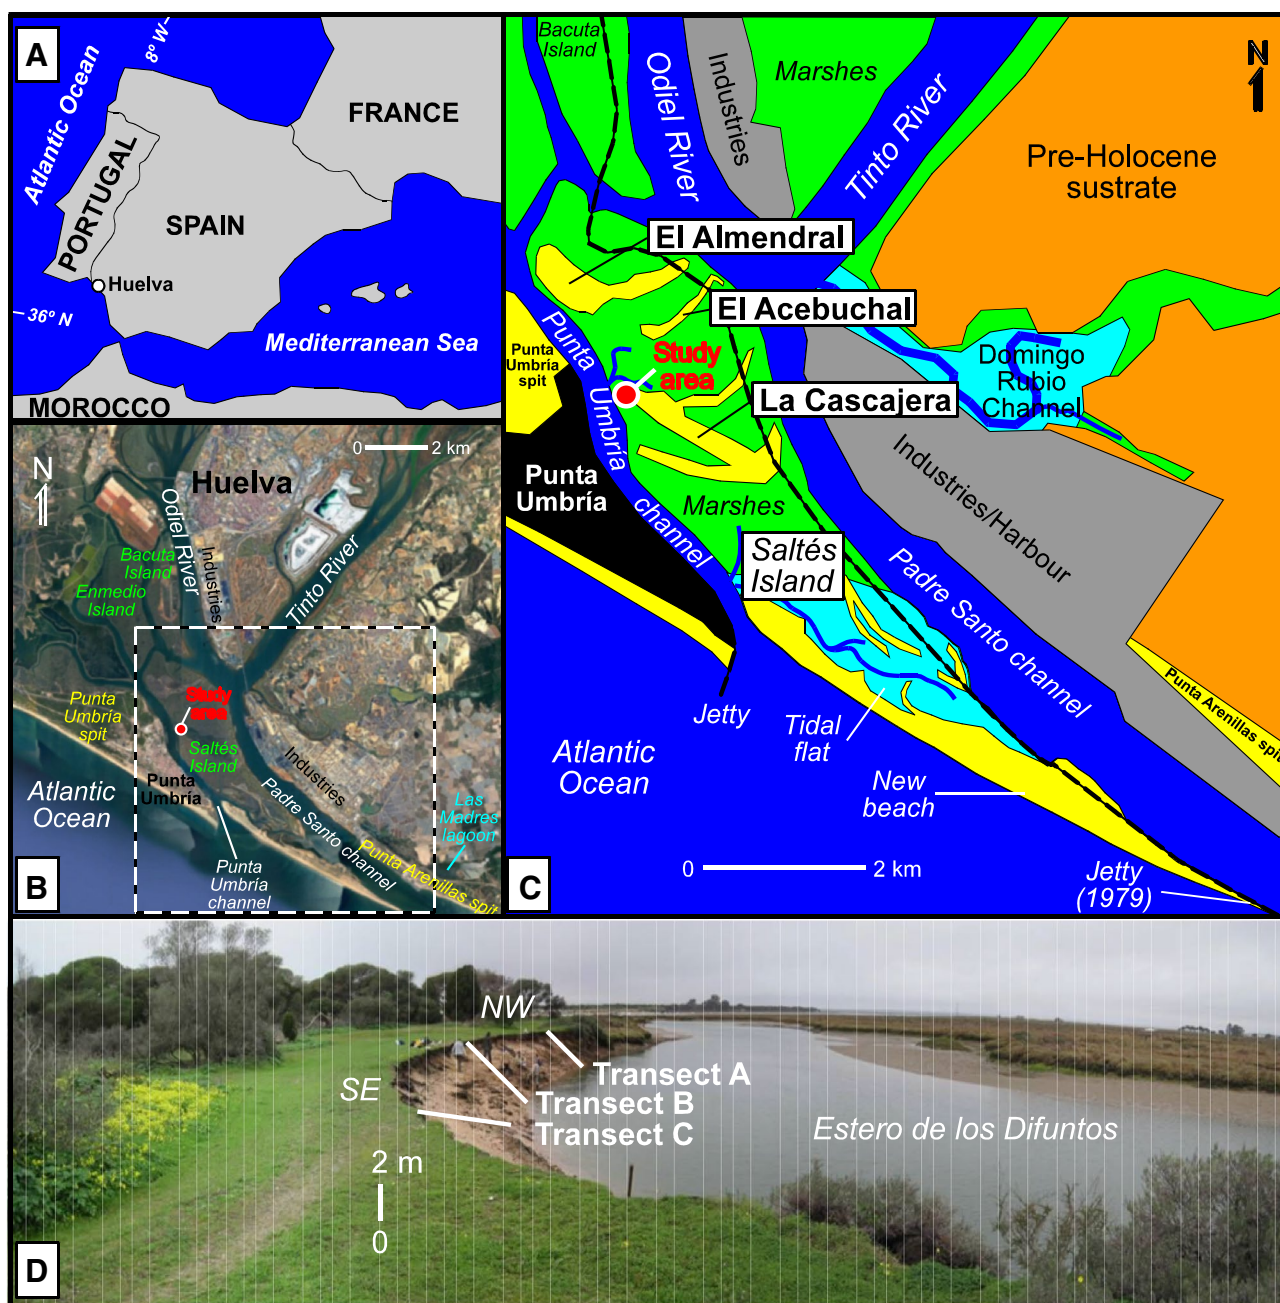 A
Atlantic Ocean
8º W
FRANCE
PORTUGAL
SPAIN
Huelva
36º N
Mediterranean Sea
MOROCCO
B
N
0 2 km
Huelva
Odiel River
Industries
Bacuta
Island
Enmedio
Island
Tinto River
Punta
Umbría
spit
Study
area
Saltés
Island
Punta
Umbría
Industries
Atlantic
Ocean
Padre Santo channel
Las
Madres
lagoon
Punta Arenillas spit
Punta
Umbría
channel
C
N
Bacuta
Island
Odiel River
Industries
Marshes
Tinto River
Pre-Holocene
sustrate
El Almendral
El Acebuchal
Punta
Umbría
spit
Punta Umbría channel
Study
area
La Cascajera
Domingo
Rubio
Channel
Punta
Umbría
Marshes
Industries/Harbour
Saltés
Island
Padre Santo channel
Punta Arenillas spit
Jetty
Tidal
flat
Atlantic
Ocean
New
beach
0 2 km
Jetty
(1979)
D
NW
SE
Transect A
Transect B
Transect C
Estero de los Difuntos
2 m
0